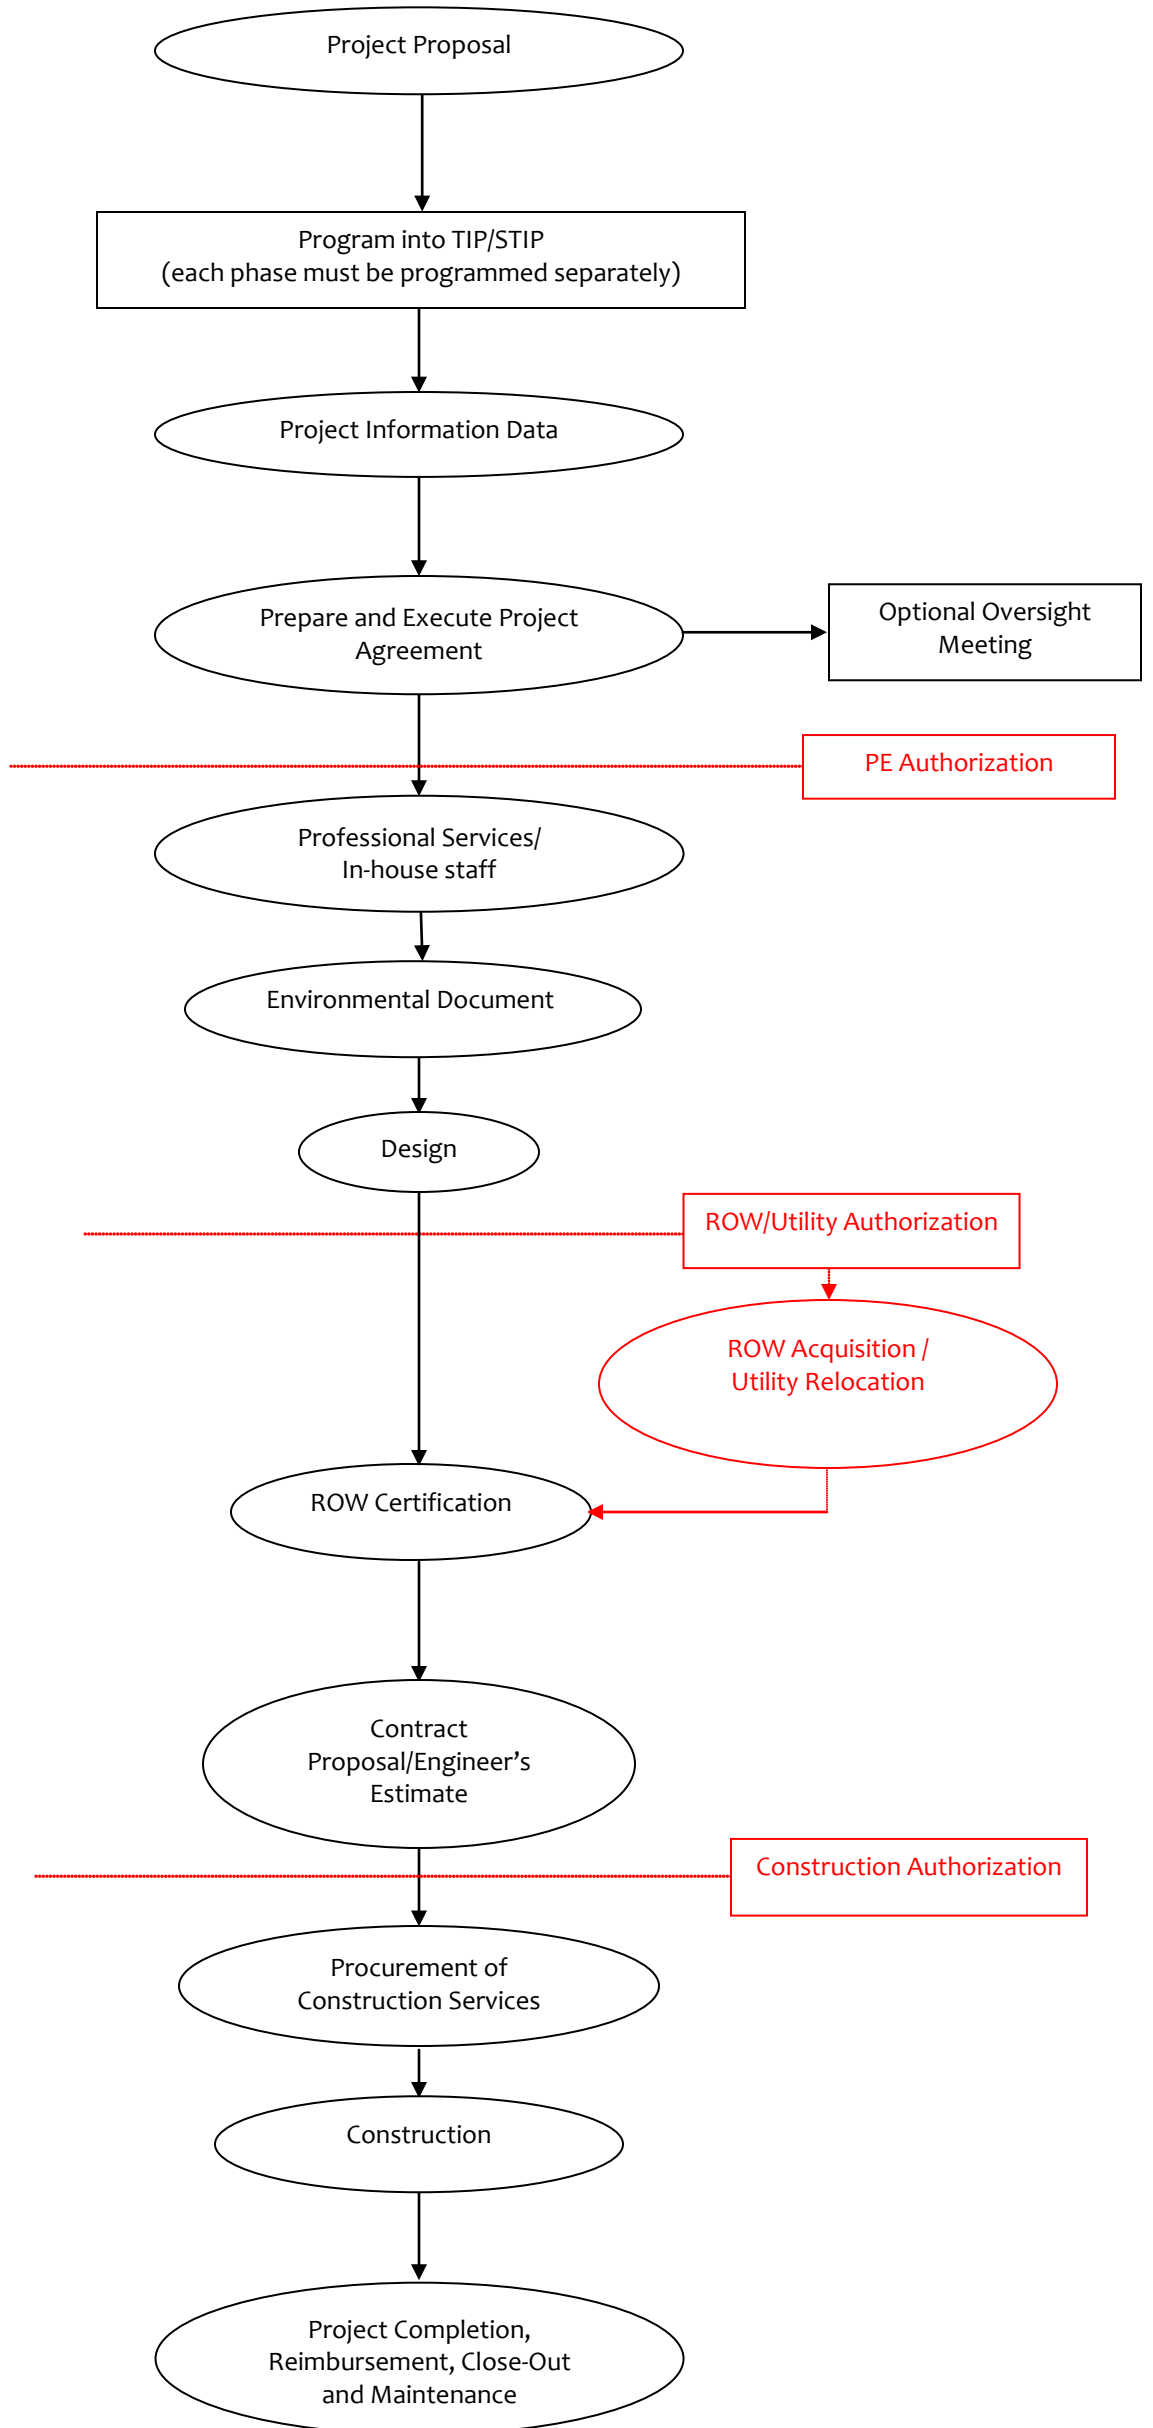 Project Proposal
Program into TIP/STIP
(each phase must be programmed separately)
Project Information Data
Prepare and Execute Project
Agreement
Optional Oversight
Meeting
PE Authorization
Professional Services/
In-house staff
Environmental Document
Design
ROW/Utility Authorization
ROW Acquisition /
Utility Relocation
ROW Certification
Contract
Proposal/Engineer’s
Estimate
Construction Authorization
Procurement of
Construction Services
Construction
Project Completion,
Reimbursement, Close-Out
and Maintenance